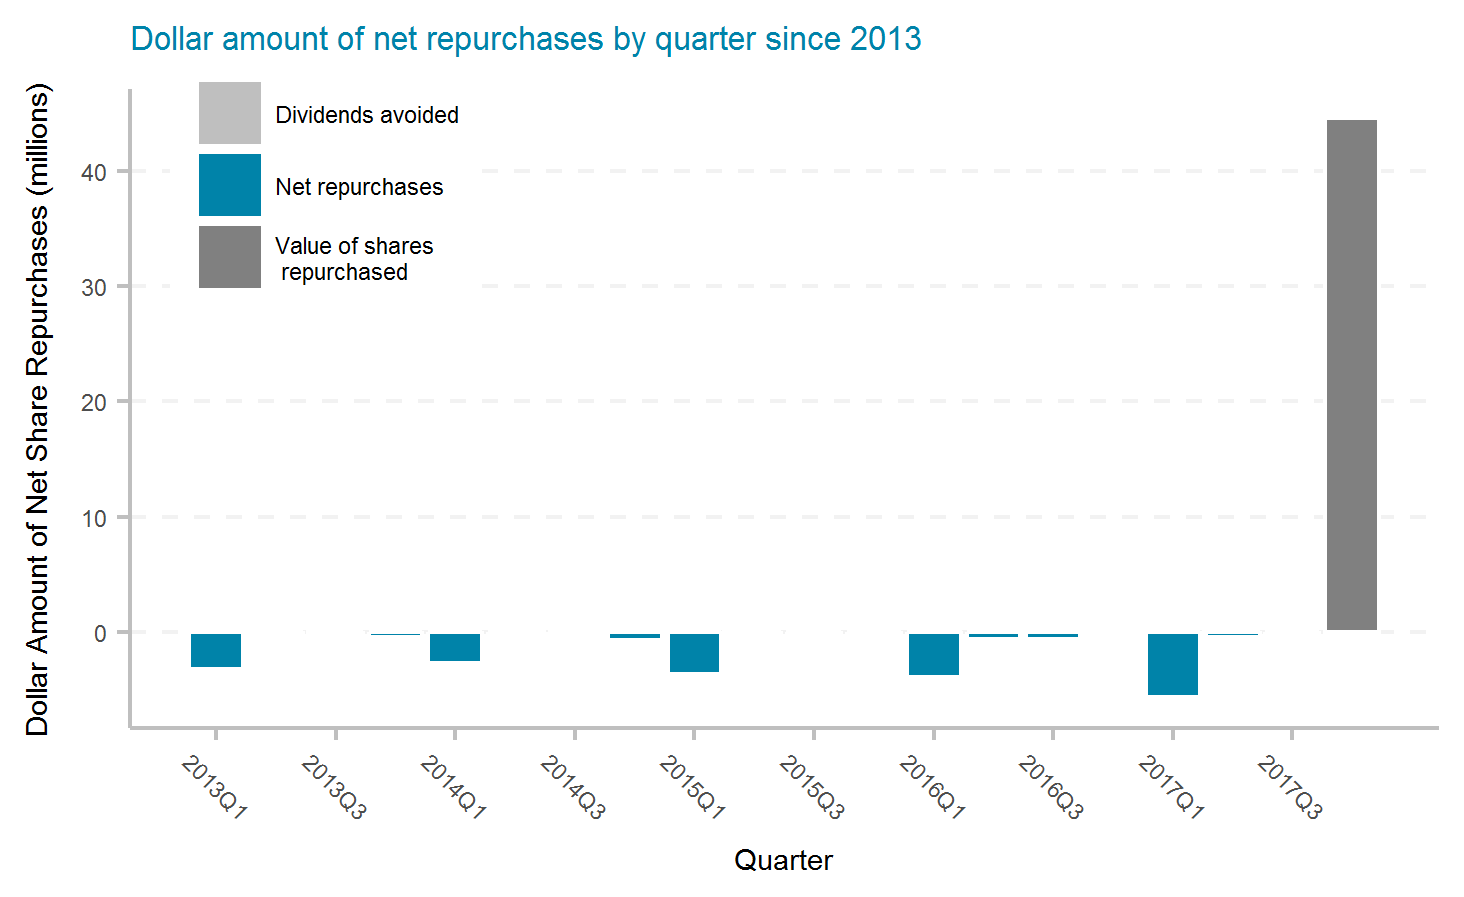 Dollar amount of net repurchases by quarter since 2013
Dollar Amount of Net Share Repurchases (millions)
Dividends avoided
Net repurchases
Value of shares
repurchased
40
30
20
10
0
2013Q1
2013Q3
2014Q1
2014Q3
2015Q1
2015Q3
2016Q1
2016Q3
2017Q1
2017Q3
Quarter